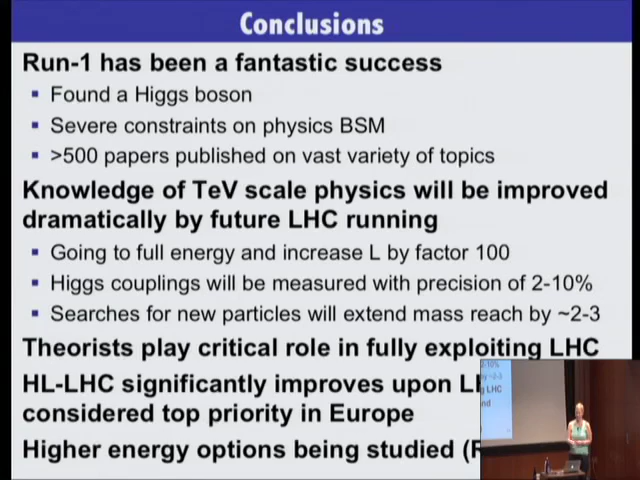 Conclusions
Run-1 has been a fantastic success
Found a Higgs boson
Severe constraints on physics BSM
>500 papers published on vast variety of topics
Knowledge of TeV scale physics will be improved
dramatically by future LHC running
Going to full energy and increase L by factor 100
Higgs couplings will be measured with precision of 2-10%
Searches for new particles will extend mass reach by ~2-3
Theorists play critical role in fully exploiting LHC
HL-LHC significantly improves upon
considered top priority in Europe
Higher energy options being studied